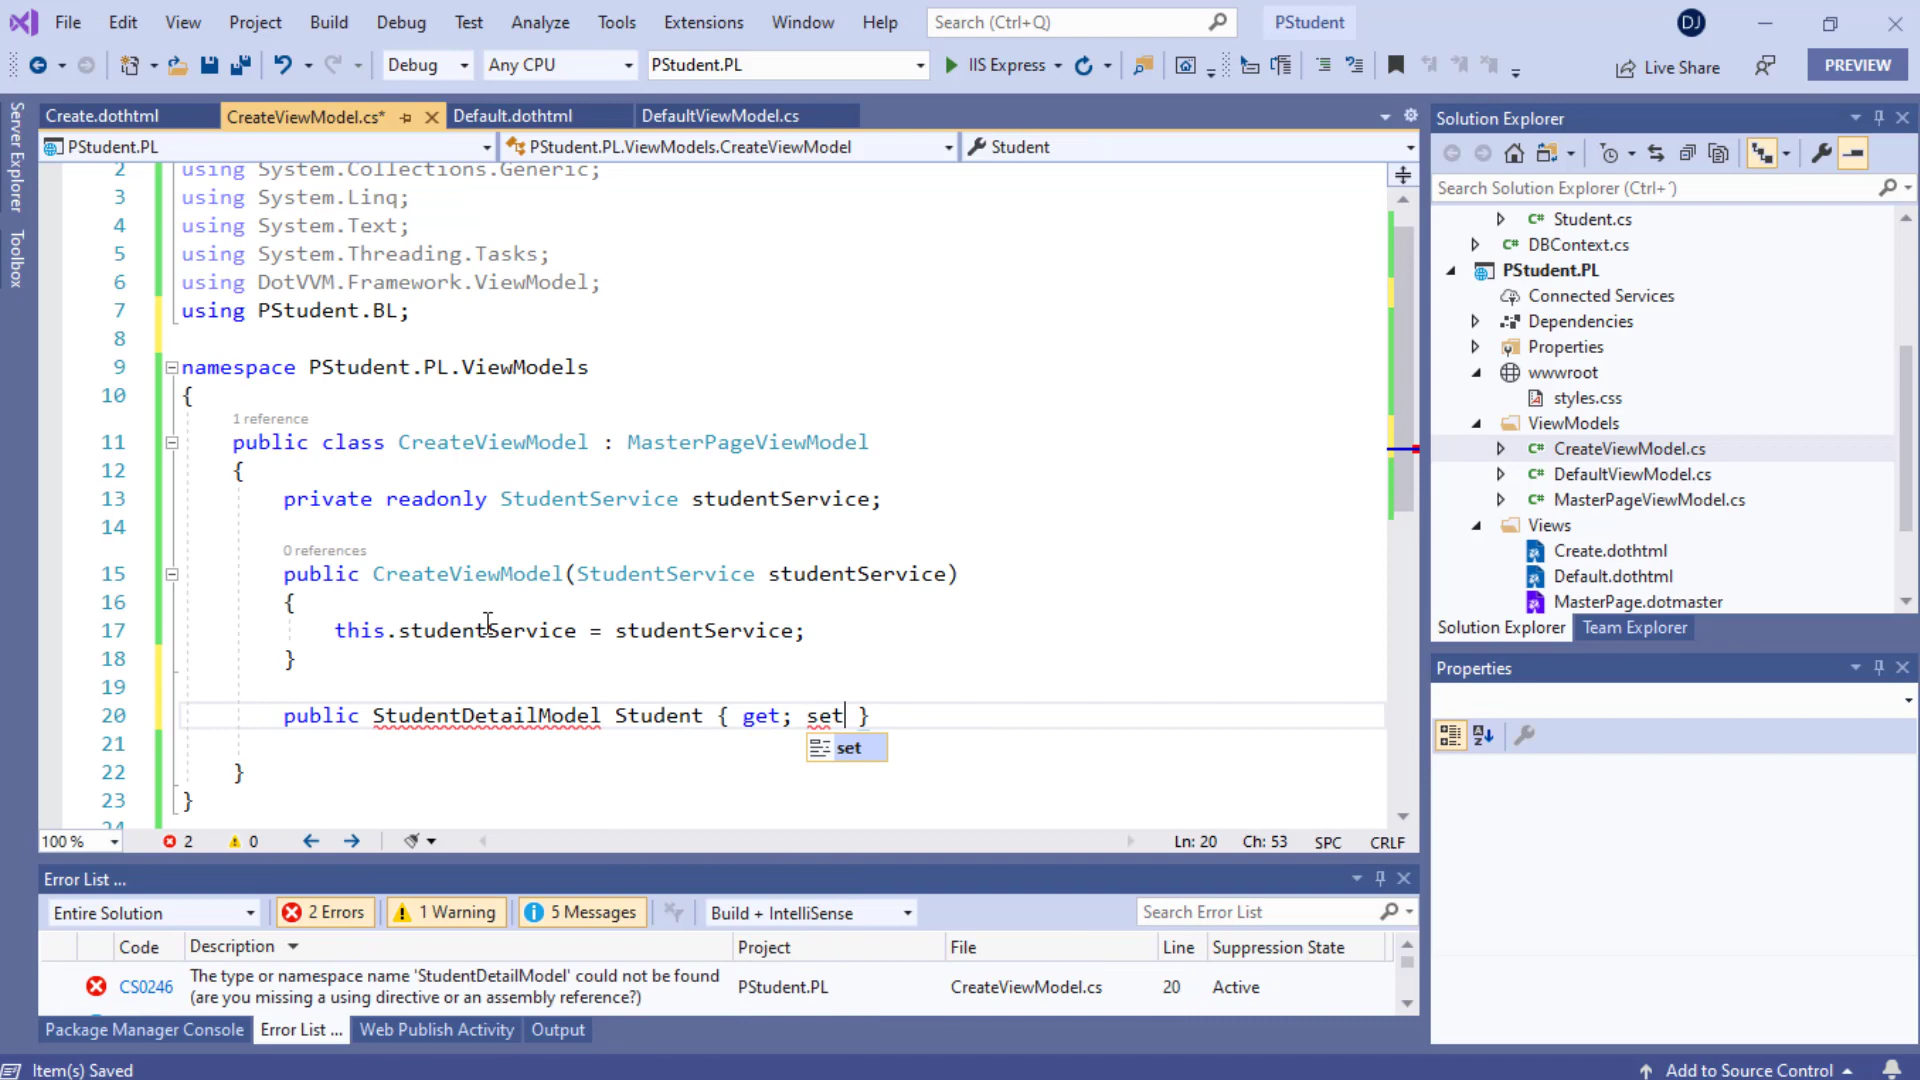 File Edit View Project Build Debug Test Analyze Tools Extensions Window Help Search (Ctrl+Q) PStudent DJ
Debug Any CPU PStudent.PL IIS Express Live Share PREVIEW
Server Explorer
Toolbox
Create.dothtml CreateViewModel.cs* Default.dothtml DefaultViewModel.cs
PStudent.PL PStudent.PL.ViewModels.CreateViewModel Student
2 using System.Collections.Generic;
3 using System.Linq;
4 using System.Text;
5 using System.Threading.Tasks;
6 using DotVVM.Framework.ViewModel;
7 using PStudent.BL;
8
9 namespace PStudent.PL.ViewModels
10 {
1 reference
11 public class CreateViewModel : MasterPageViewModel
12 {
13 private readonly StudentService studentService;
14
0 references
15 public CreateViewModel(StudentService studentService)
16 {
17 this.studentService = studentService;
18 }
19
20 public StudentDetailModel Student { get; set }
set
21
22 }
23 }
24
100 % 2 0 Ln: 20 Ch: 53 SPC CRLF
Error List ...
Entire Solution 2 Errors 1 Warning 5 Messages Build + IntelliSense Search Error List
Code Description Project File Line Suppression State
CS0246 The type or namespace name 'StudentDetailModel' could not be found (are you missing a using directive or an assembly reference?) PStudent.PL CreateViewModel.cs 20 Active
Package Manager Console Error List ... Web Publish Activity Output
Solution Explorer
Search Solution Explorer (Ctrl+´)
C# Student.cs
C# DBContext.cs
PStudent.PL
Connected Services
Dependencies
Properties
wwwroot
styles.css
ViewModels
C# CreateViewModel.cs
C# DefaultViewModel.cs
C# MasterPageViewModel.cs
Views
Create.dothtml
Default.dothtml
MasterPage.dotmaster
Solution Explorer Team Explorer
Properties
Item(s) Saved Add to Source Control